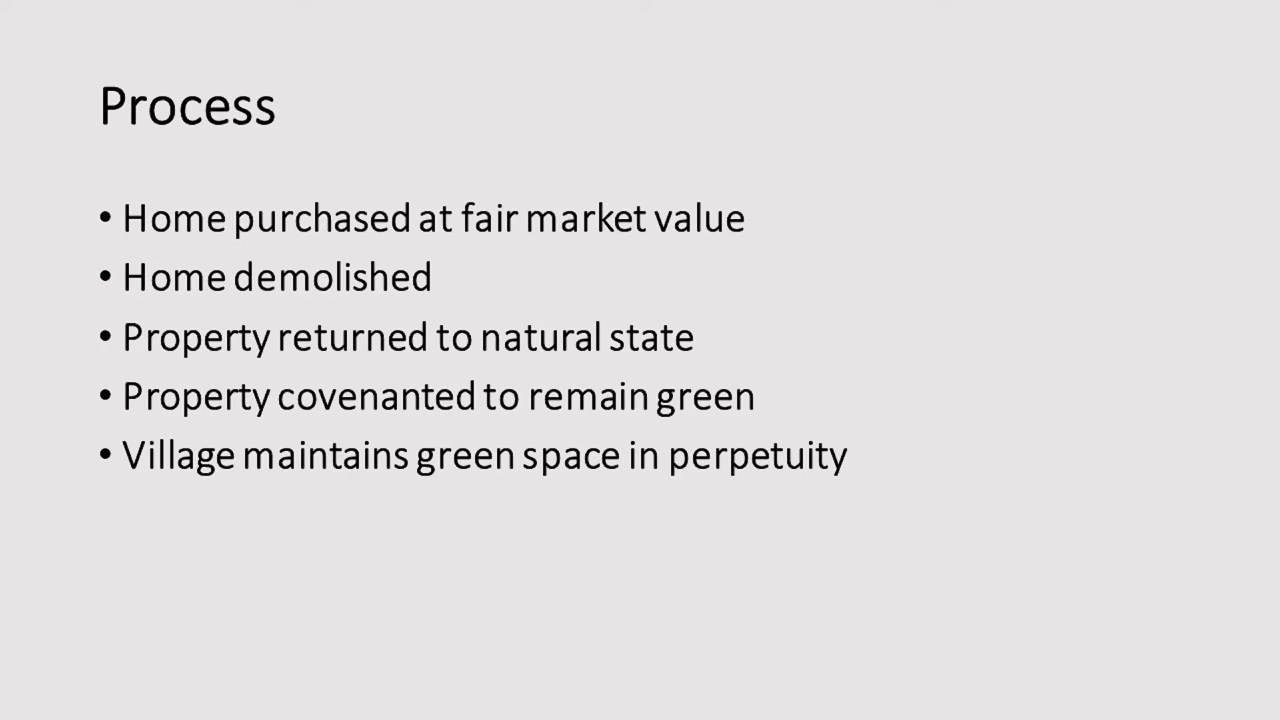 Process
• Home purchased at fair market value
• Home demolished
• Property returned to natural state
• Property covenanted to remain green
• Village maintains green space in perpetuity